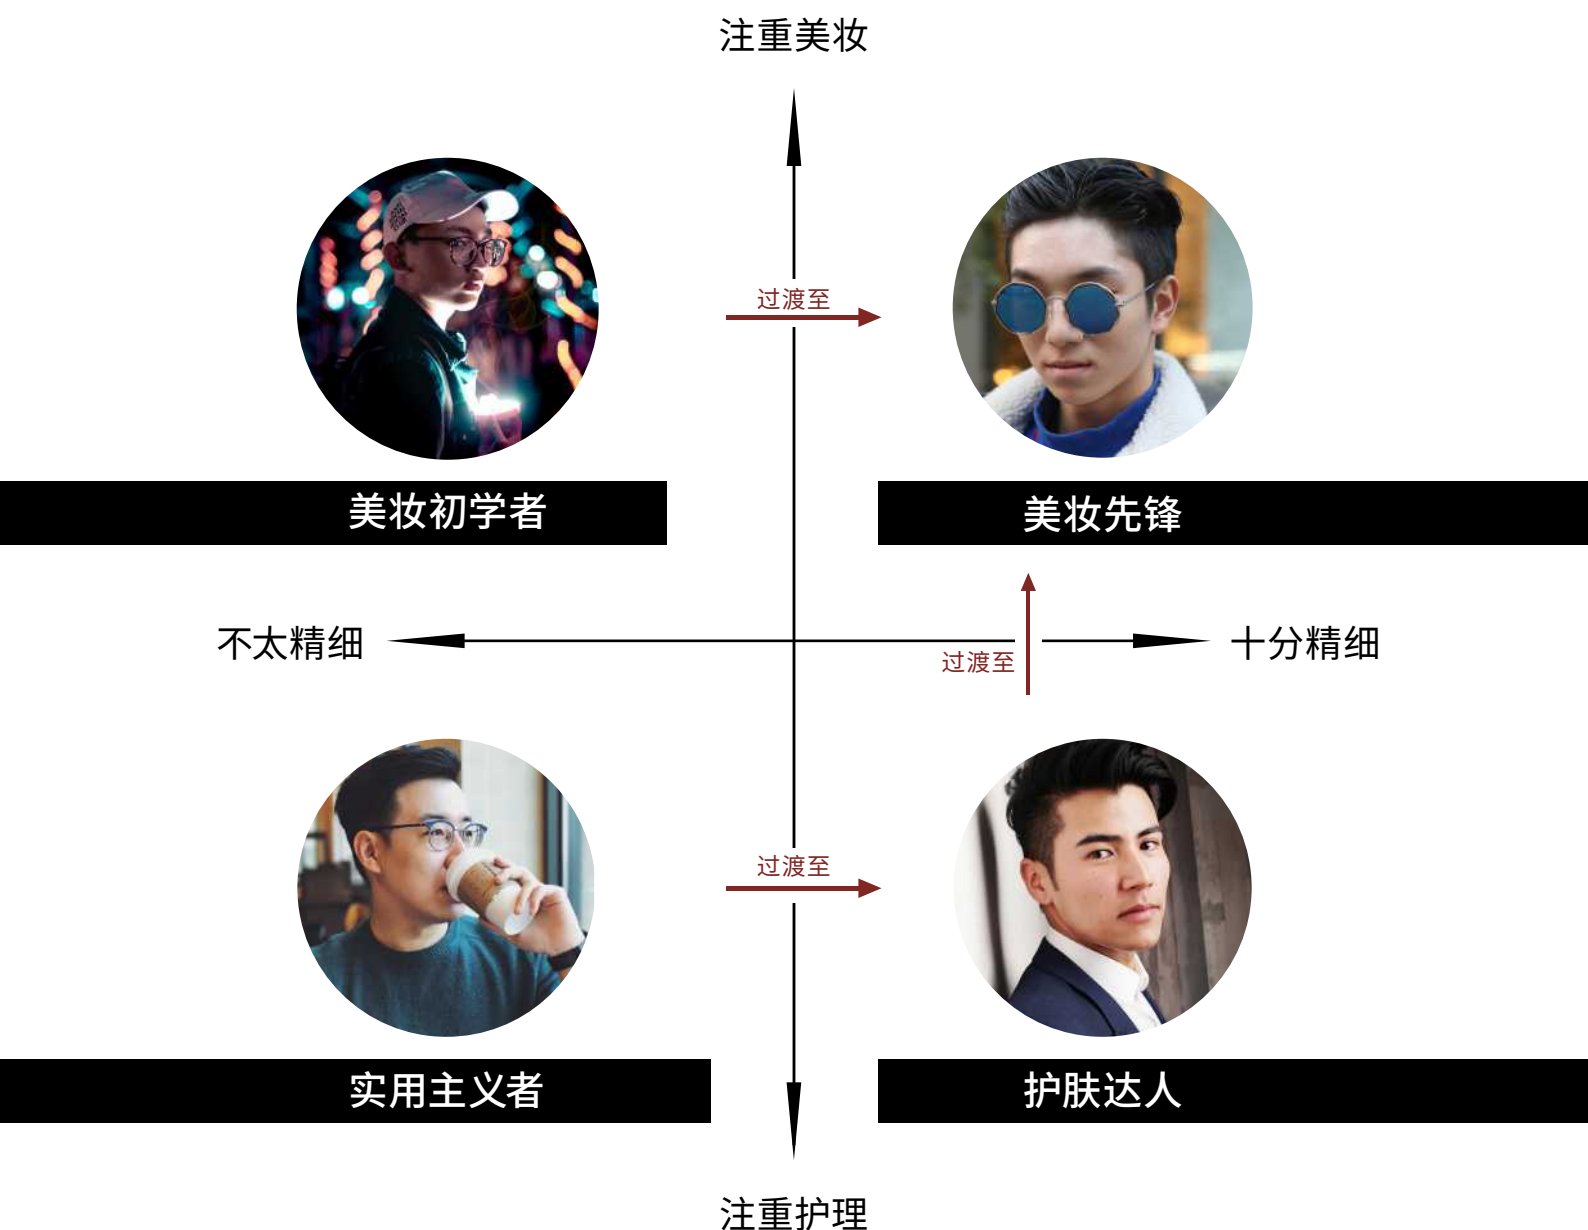 注重美妆
过渡至
美妆初学者
美妆先锋
不太精细
十分精细
过渡至
过渡至
实用主义者
护肤达人
注重护理